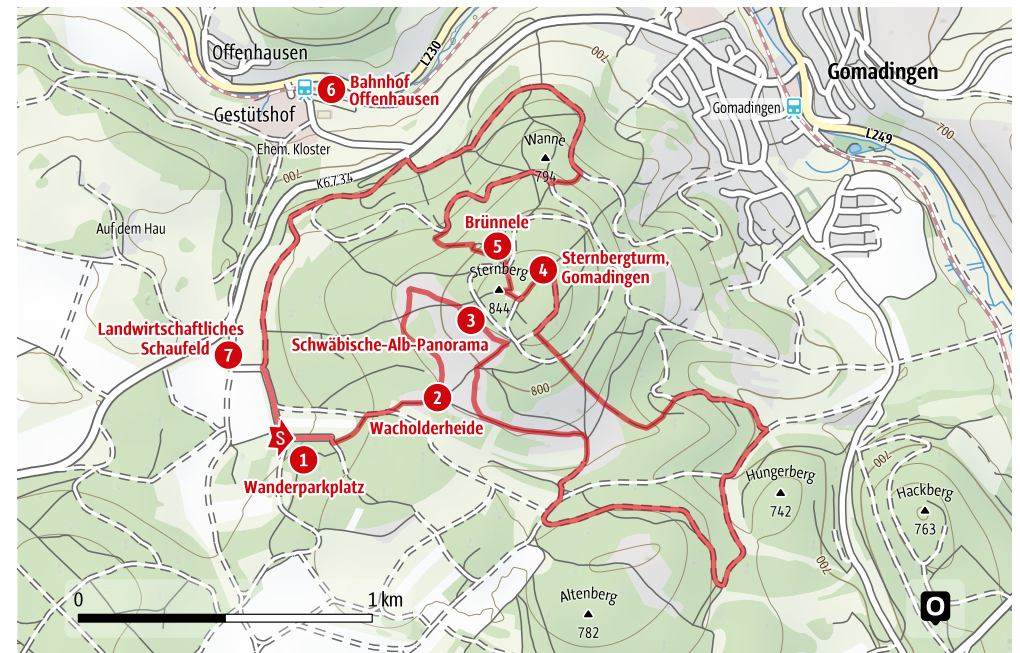 Offenhausen
L230
Gomadingen
6
Bahnhof
Offenhausen
Gestütshof
Gomadingen
700
700
L249
Ehem. Kloster
Wanne
794
700
K6734
Auf dem Hau
Brünnele
5
Sternbergturm,
Gomadingen
4
Sternberg
844
3
Schwäbische-Alb-Panorama
Landwirtschaftliches
Schaufeld
7
800
2
Wacholderheide
S
1
Wanderparkplatz
Hungerberg
742
700
Hackberg
763
700
Altenberg
782
0
1 km
O